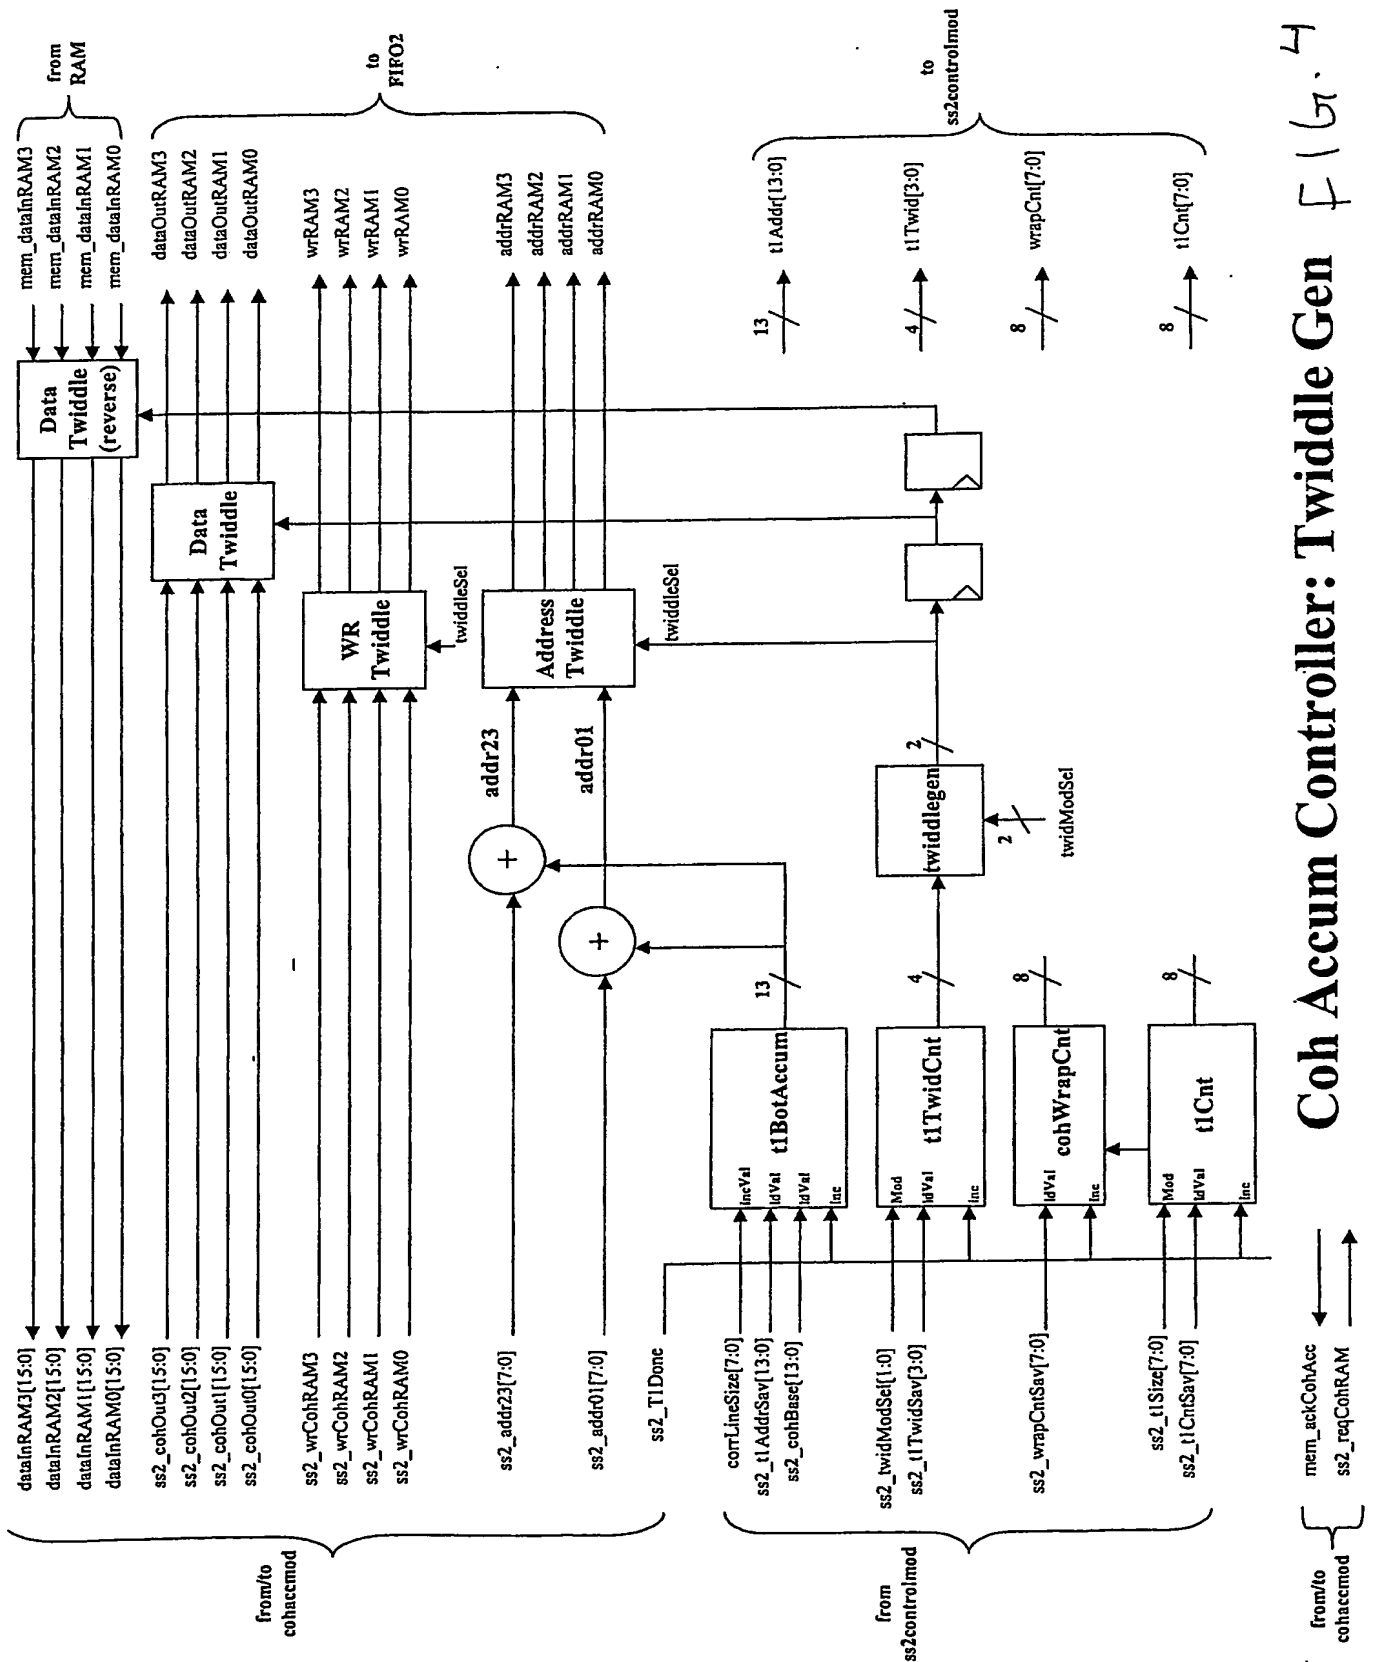 from/to
cohaccmod
dataInRAM3[15:0]
dataInRAM2[15:0]
dataInRAM1[15:0]
dataInRAM0[15:0]
ss2_cohOut3[15:0]
ss2_cohOut2[15:0]
ss2_cohOut1[15:0]
ss2_cohOut0[15:0]
ss2_wrCohRAM3
ss2_wrCohRAM2
ss2_wrCohRAM1
ss2_wrCohRAM0
ss2_addr23[7:0]
ss2_addr01[7:0]
ss2_T1Done
Data
Twiddle
(reverse)
Data
Twiddle
WR
Twiddle
twiddleSel
Address
Twiddle
twiddleSel
+
+
addr23
addr01
mem_dataInRAM3
mem_dataInRAM2
mem_dataInRAM1
mem_dataInRAM0
from
RAM
dataOutRAM3
dataOutRAM2
dataOutRAM1
dataOutRAM0
wrRAM3
wrRAM2
wrRAM1
wrRAM0
addrRAM3
addrRAM2
addrRAM1
addrRAM0
to
FIFO2
from
ss2controlmod
corrLineSize[7:0]
ss2_t1AddrSav[13:0]
ss2_cohBase[13:0]
ss2_twidModSel[1:0]
ss2_t1TwidSav[3:0]
ss2_wrapCntSav[7:0]
ss2_t1Size[7:0]
ss2_t1CntSav[7:0]
incVal
ldVal
ldVal
Inc
t1BotAccum
13
Mod
ldVal
Inc
t1TwidCnt
4
twiddlegen
2
2
twidModSel
ldVal
Inc
cohWrapCnt
8
Mod
ldVal
Inc
t1Cnt
8
13
t1Addr[13:0]
4
t1Twid[3:0]
8
wrapCnt[7:0]
8
t1Cnt[7:0]
to
ss2controlmod
from/to
cohaccmod
mem_ackCohAcc
ss2_reqCohRAM
Coh Accum Controller: Twiddle Gen
FIG. 4